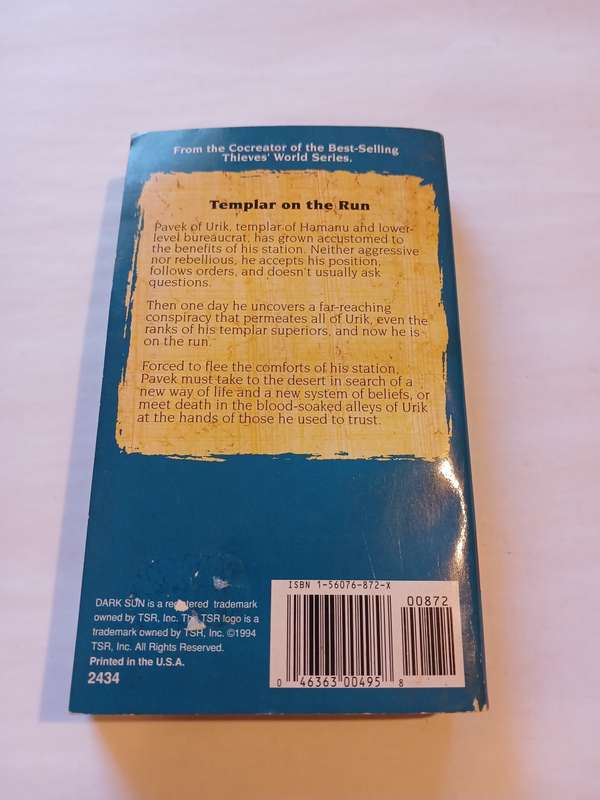 From the Cocreator of the Best-Selling
Thieves' World Series.
Templar on the Run
Pavek of Urik, templar of Hamanu and lower-
level bureaucrat, has grown accustomed to
the benefits of his station. Neither aggressive
nor rebellious, he accepts his position,
follows orders, and doesn't usually ask
questions.
Then one day he uncovers a far-reaching
conspiracy that permeates all of Urik, even the
ranks of his templar superiors, and now he is
on the run.
Forced to flee the comforts of his station,
Pavek must take to the desert in search of a
new way of life and a new system of beliefs, or
meet death in the blood-soaked alleys of Urik
at the hands of those he used to trust.
DARK SUN is a registered trademark
owned by TSR, Inc. The TSR logo is a
trademark owned by TSR, Inc. ©1994
TSR, Inc. All Rights Reserved.
Printed in the U.S.A.
2434
ISBN 1-56076-872-X
00872
0 46363 00495 8